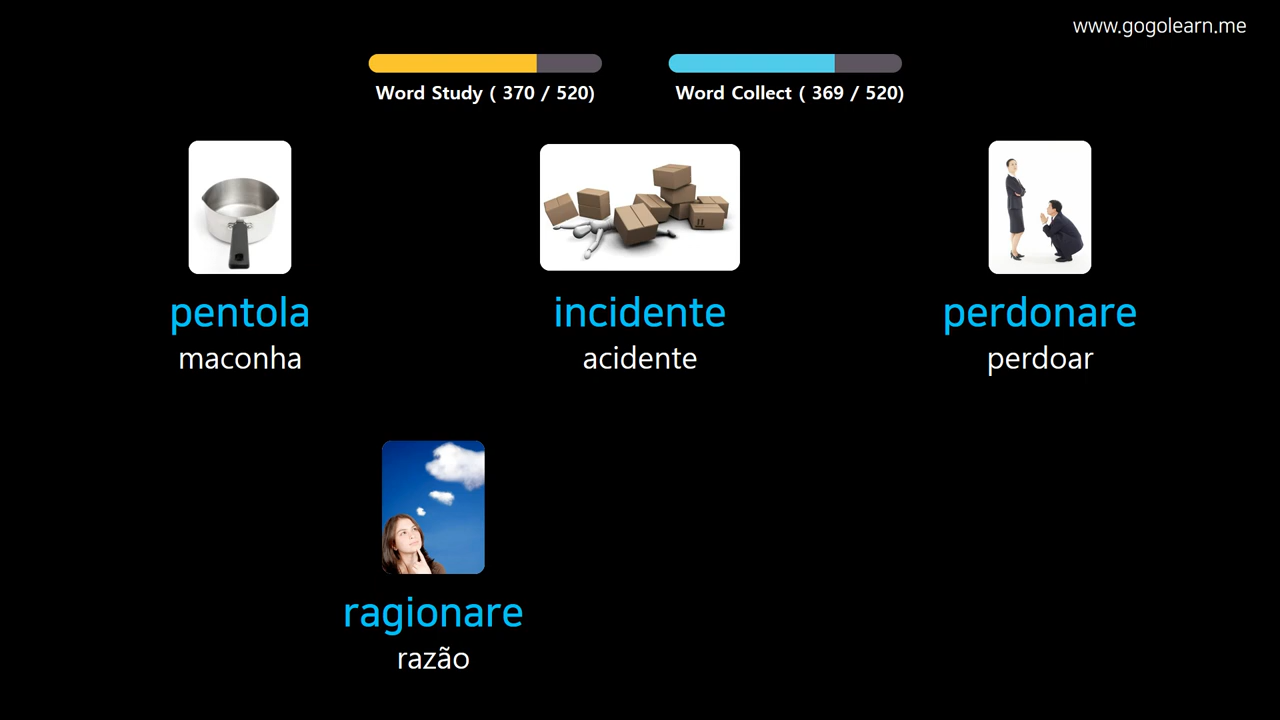 www.gogolearn.me
Word Study ( 370 / 520)
Word Collect ( 369 / 520)
pentola
maconha
incidente
acidente
perdonare
perdoar
ragionare
razão